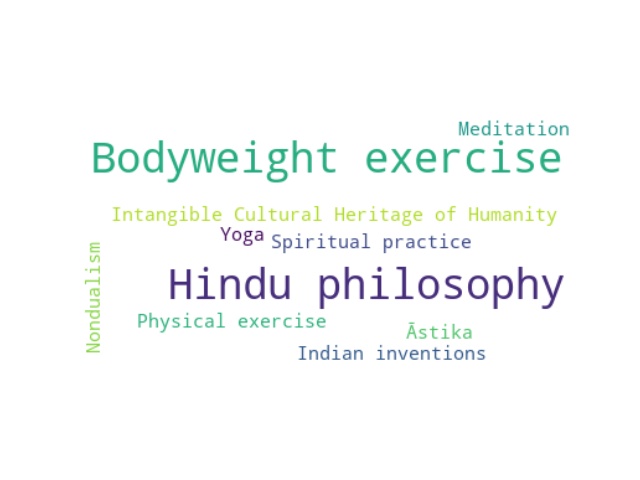 Meditation
Bodyweight exercise
Intangible Cultural Heritage of Humanity
Yoga
Spiritual practice
Nondualism
Hindu philosophy
Physical exercise
Āstika
Indian inventions